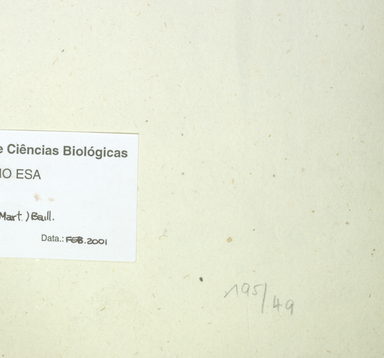 e Ciências Biológicas
IO ESA
Mart.) Baill.
Data.: FEB. 2001
195/49